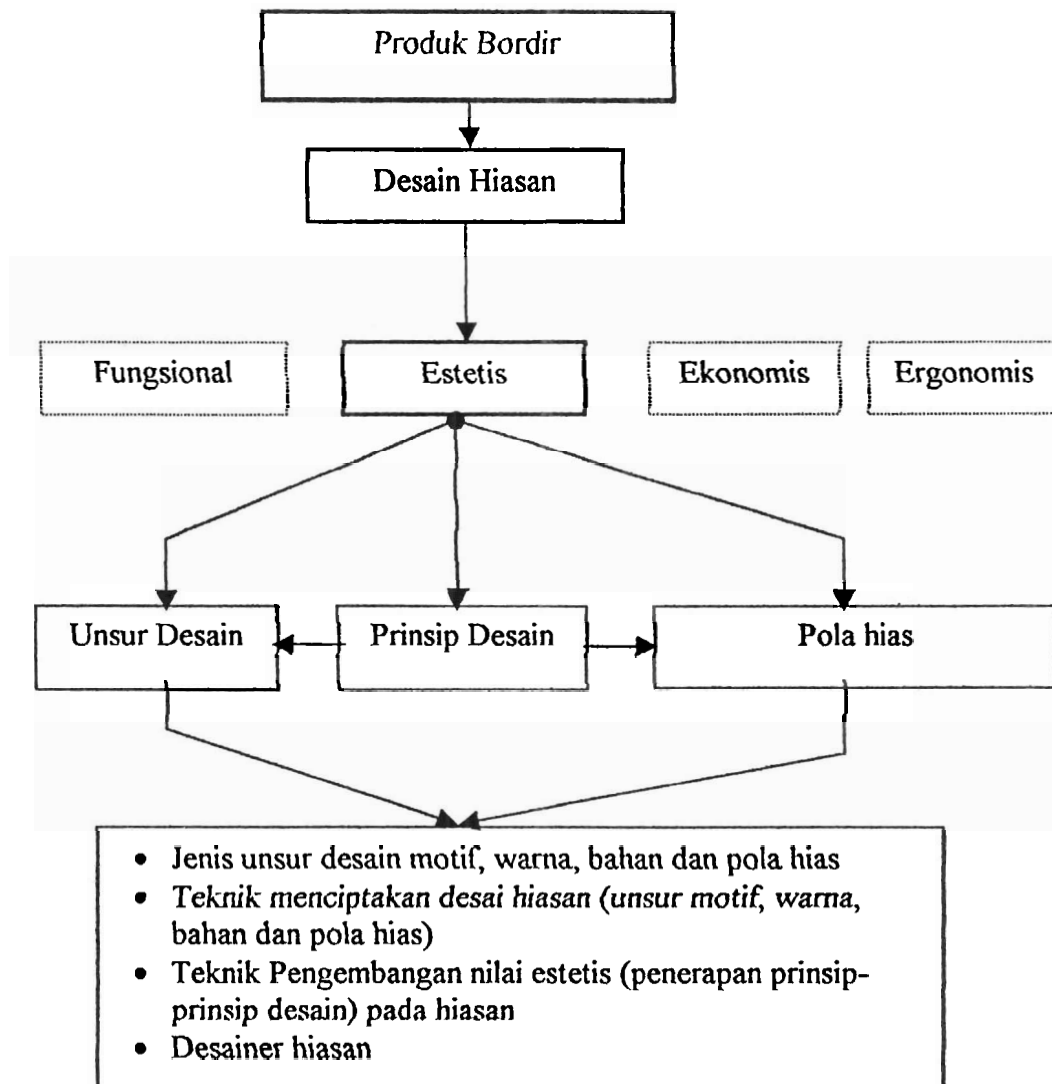 Produk Bordir
Desain Hiasan
Fungsional
Estetis
Ekonomis
Ergonomis
Unsur Desain
Prinsip Desain
Pola hias
• Jenis unsur desain motif, warna, bahan dan pola hias
• Teknik menciptakan desai hiasan (unsur motif, warna,
bahan dan pola hias)
• Teknik Pengembangan nilai estetis (penerapan prinsip-
prinsip desain) pada hiasan
• Desainer hiasan